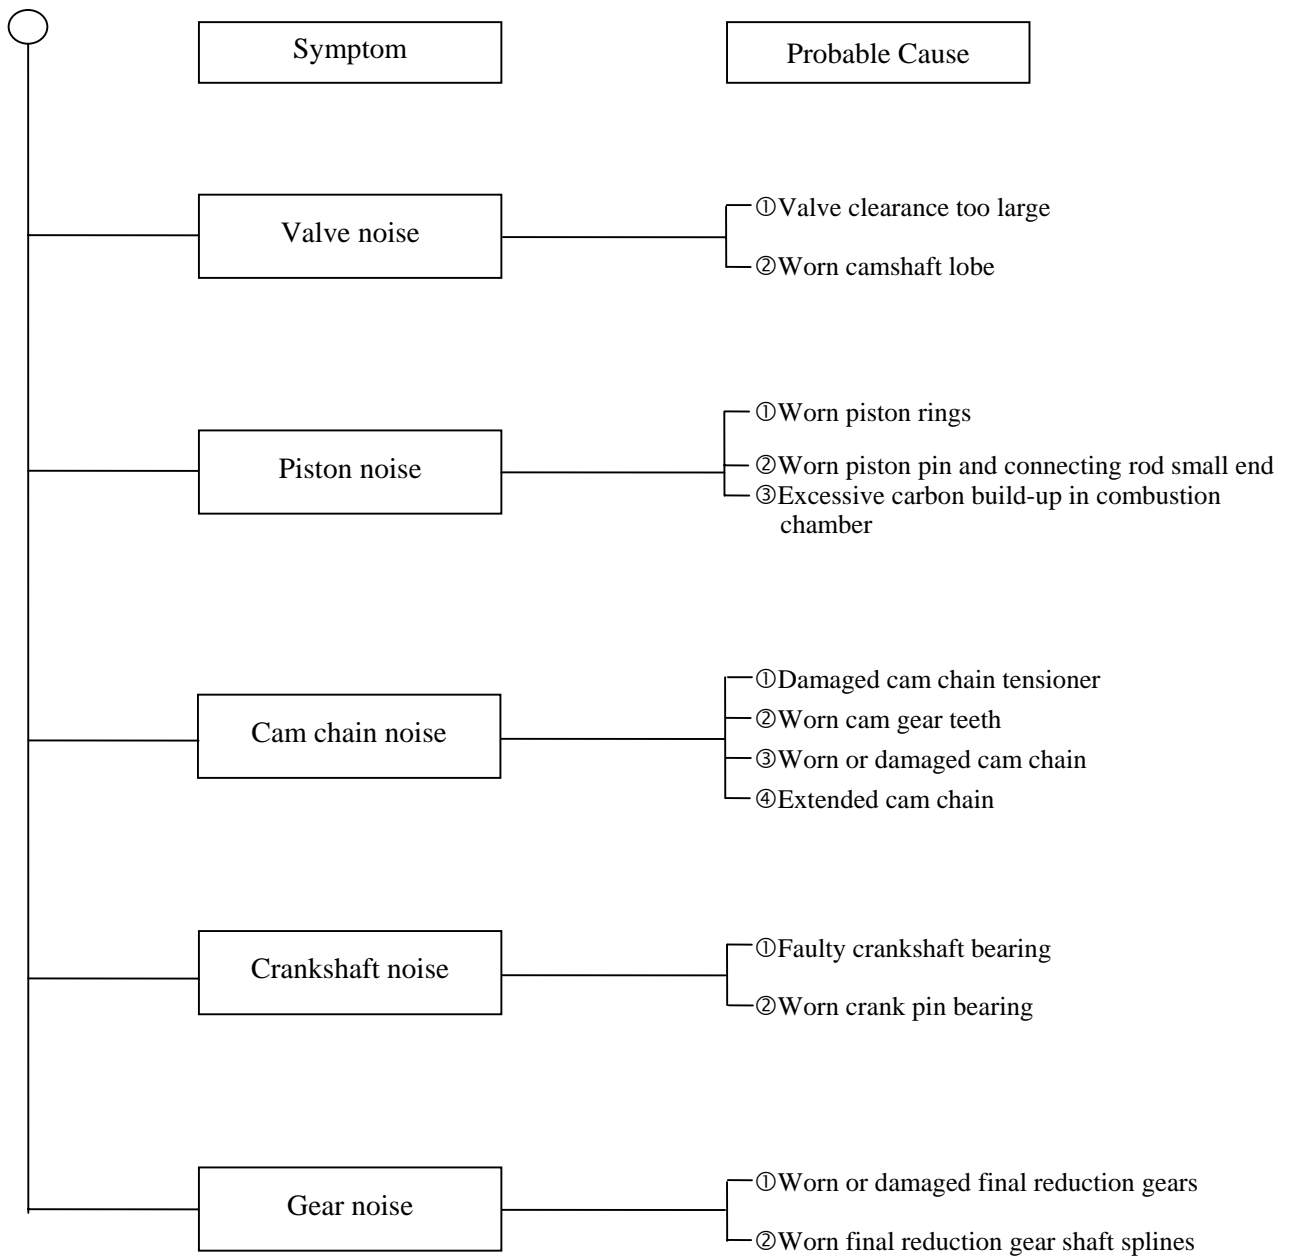 Symptom
Probable Cause
Valve noise
①Valve clearance too large
②Worn camshaft lobe
Piston noise
①Worn piston rings
②Worn piston pin and connecting rod small end
③Excessive carbon build-up in combustion
chamber
Cam chain noise
①Damaged cam chain tensioner
②Worn cam gear teeth
③Worn or damaged cam chain
④Extended cam chain
Crankshaft noise
①Faulty crankshaft bearing
②Worn crank pin bearing
Gear noise
①Worn or damaged final reduction gears
②Worn final reduction gear shaft splines